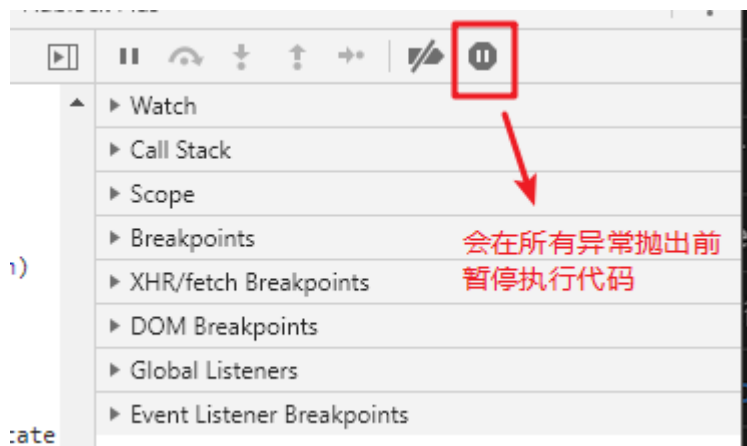 Watch
Call Stack
Scope
Breakpoints
会在所有异常抛出前
XHR/fetch Breakpoints
暂停执行代码
DOM Breakpoints
Global Listeners
Event Listener Breakpoints